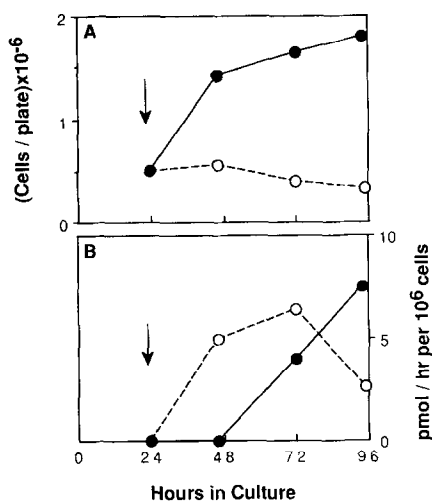 A
2
1
0
(Cells / plate)x10-6
B
10
5
0
pmol / hr per 10⁶ cells
0 24 48 72 96
Hours in Culture